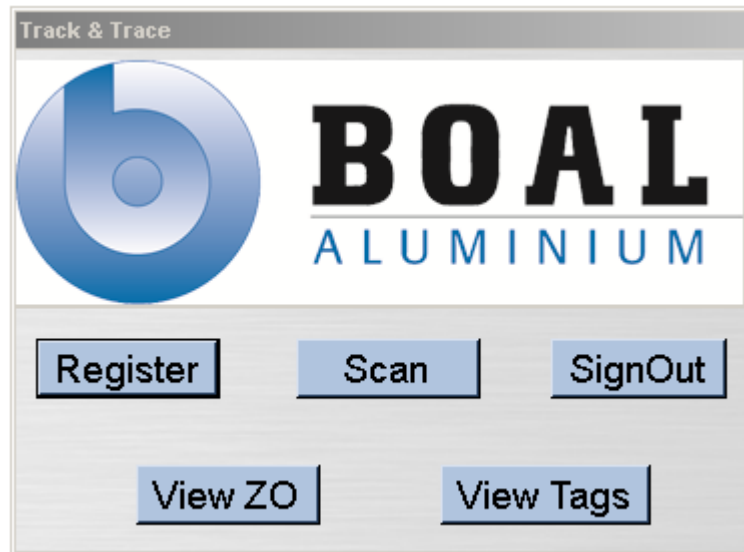 Track & Trace
BOAL
ALUMINIUM
Register Scan SignOut
View ZO View Tags